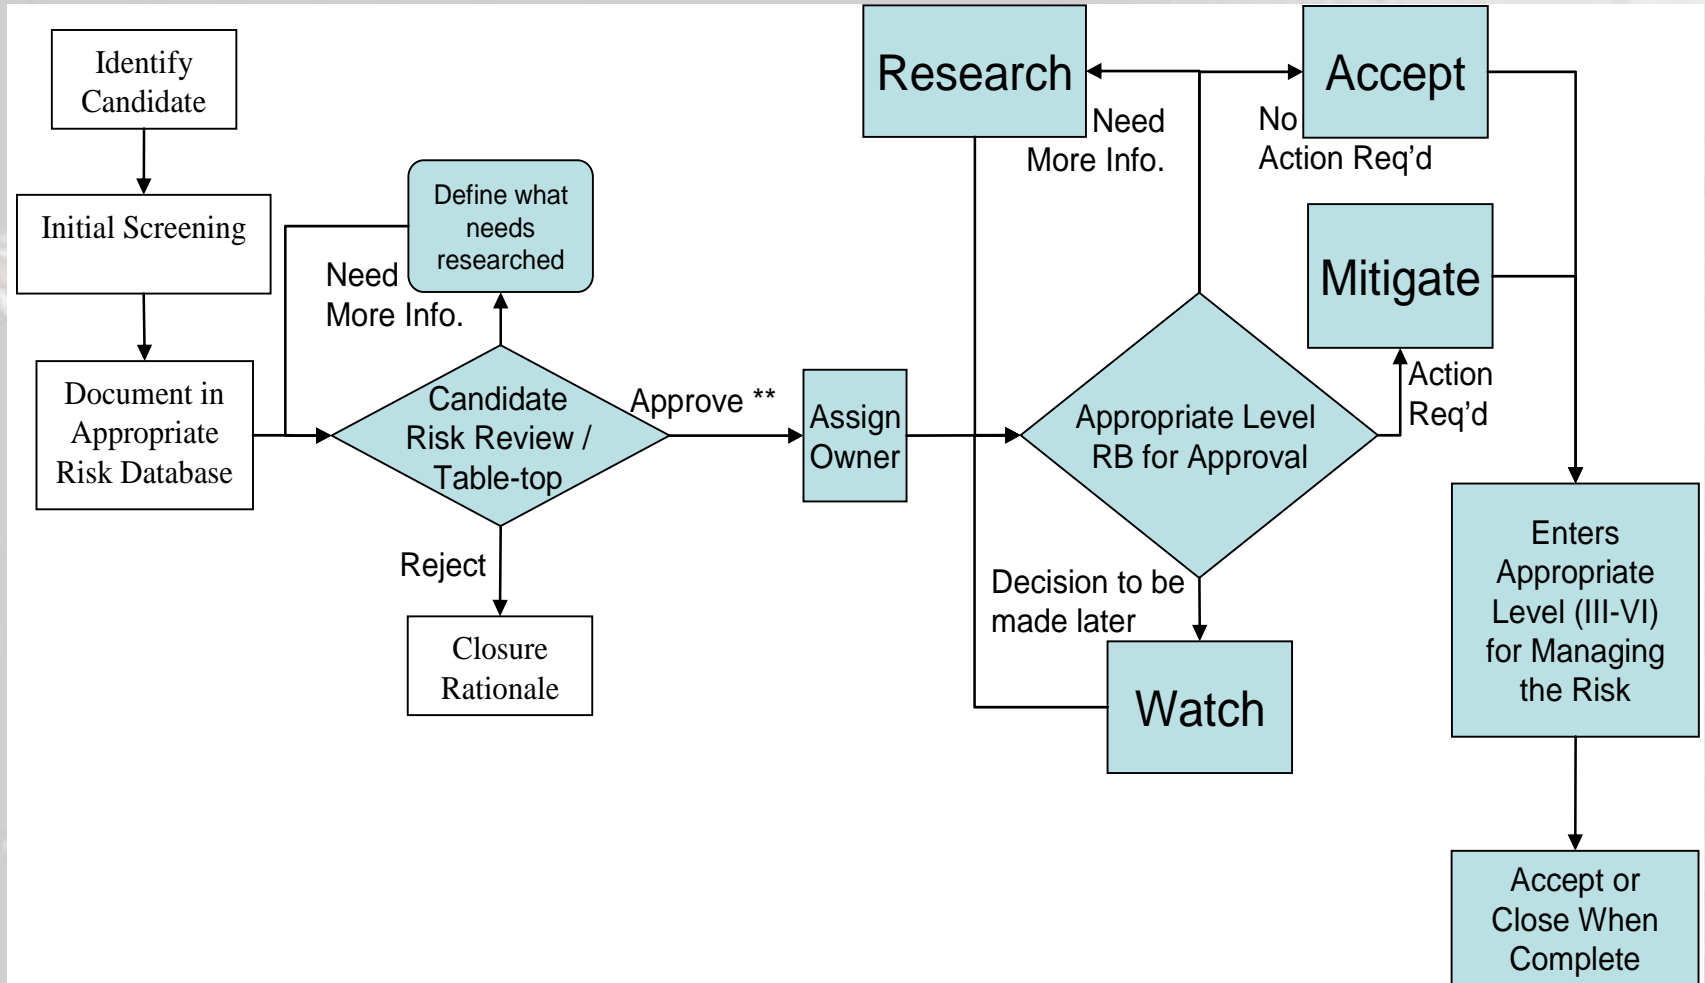 Identify
Candidate
Initial Screening
Document in
Appropriate
Risk Database
Define what
needs
researched
Need
More Info.
Candidate
Risk Review /
Table-top
Approve **
Reject
Closure
Rationale
Assign
Owner
Research
Need
More Info.
Accept
No
Action Req'd
Mitigate
Action
Req'd
Appropriate Level
RB for Approval
Decision to be
made later
Watch
Enters
Appropriate
Level (III-VI)
for Managing
the Risk
Accept or
Close When
Complete